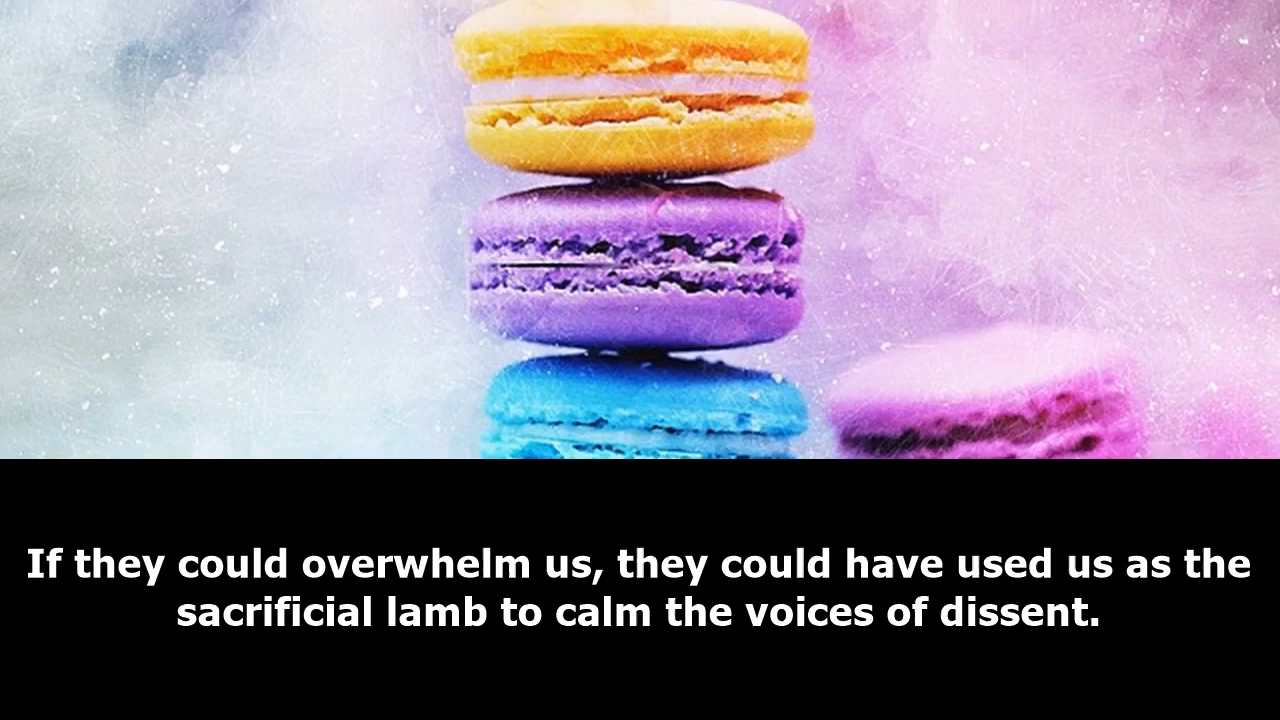 If they could overwhelm us, they could have used us as the
sacrificial lamb to calm the voices of dissent.